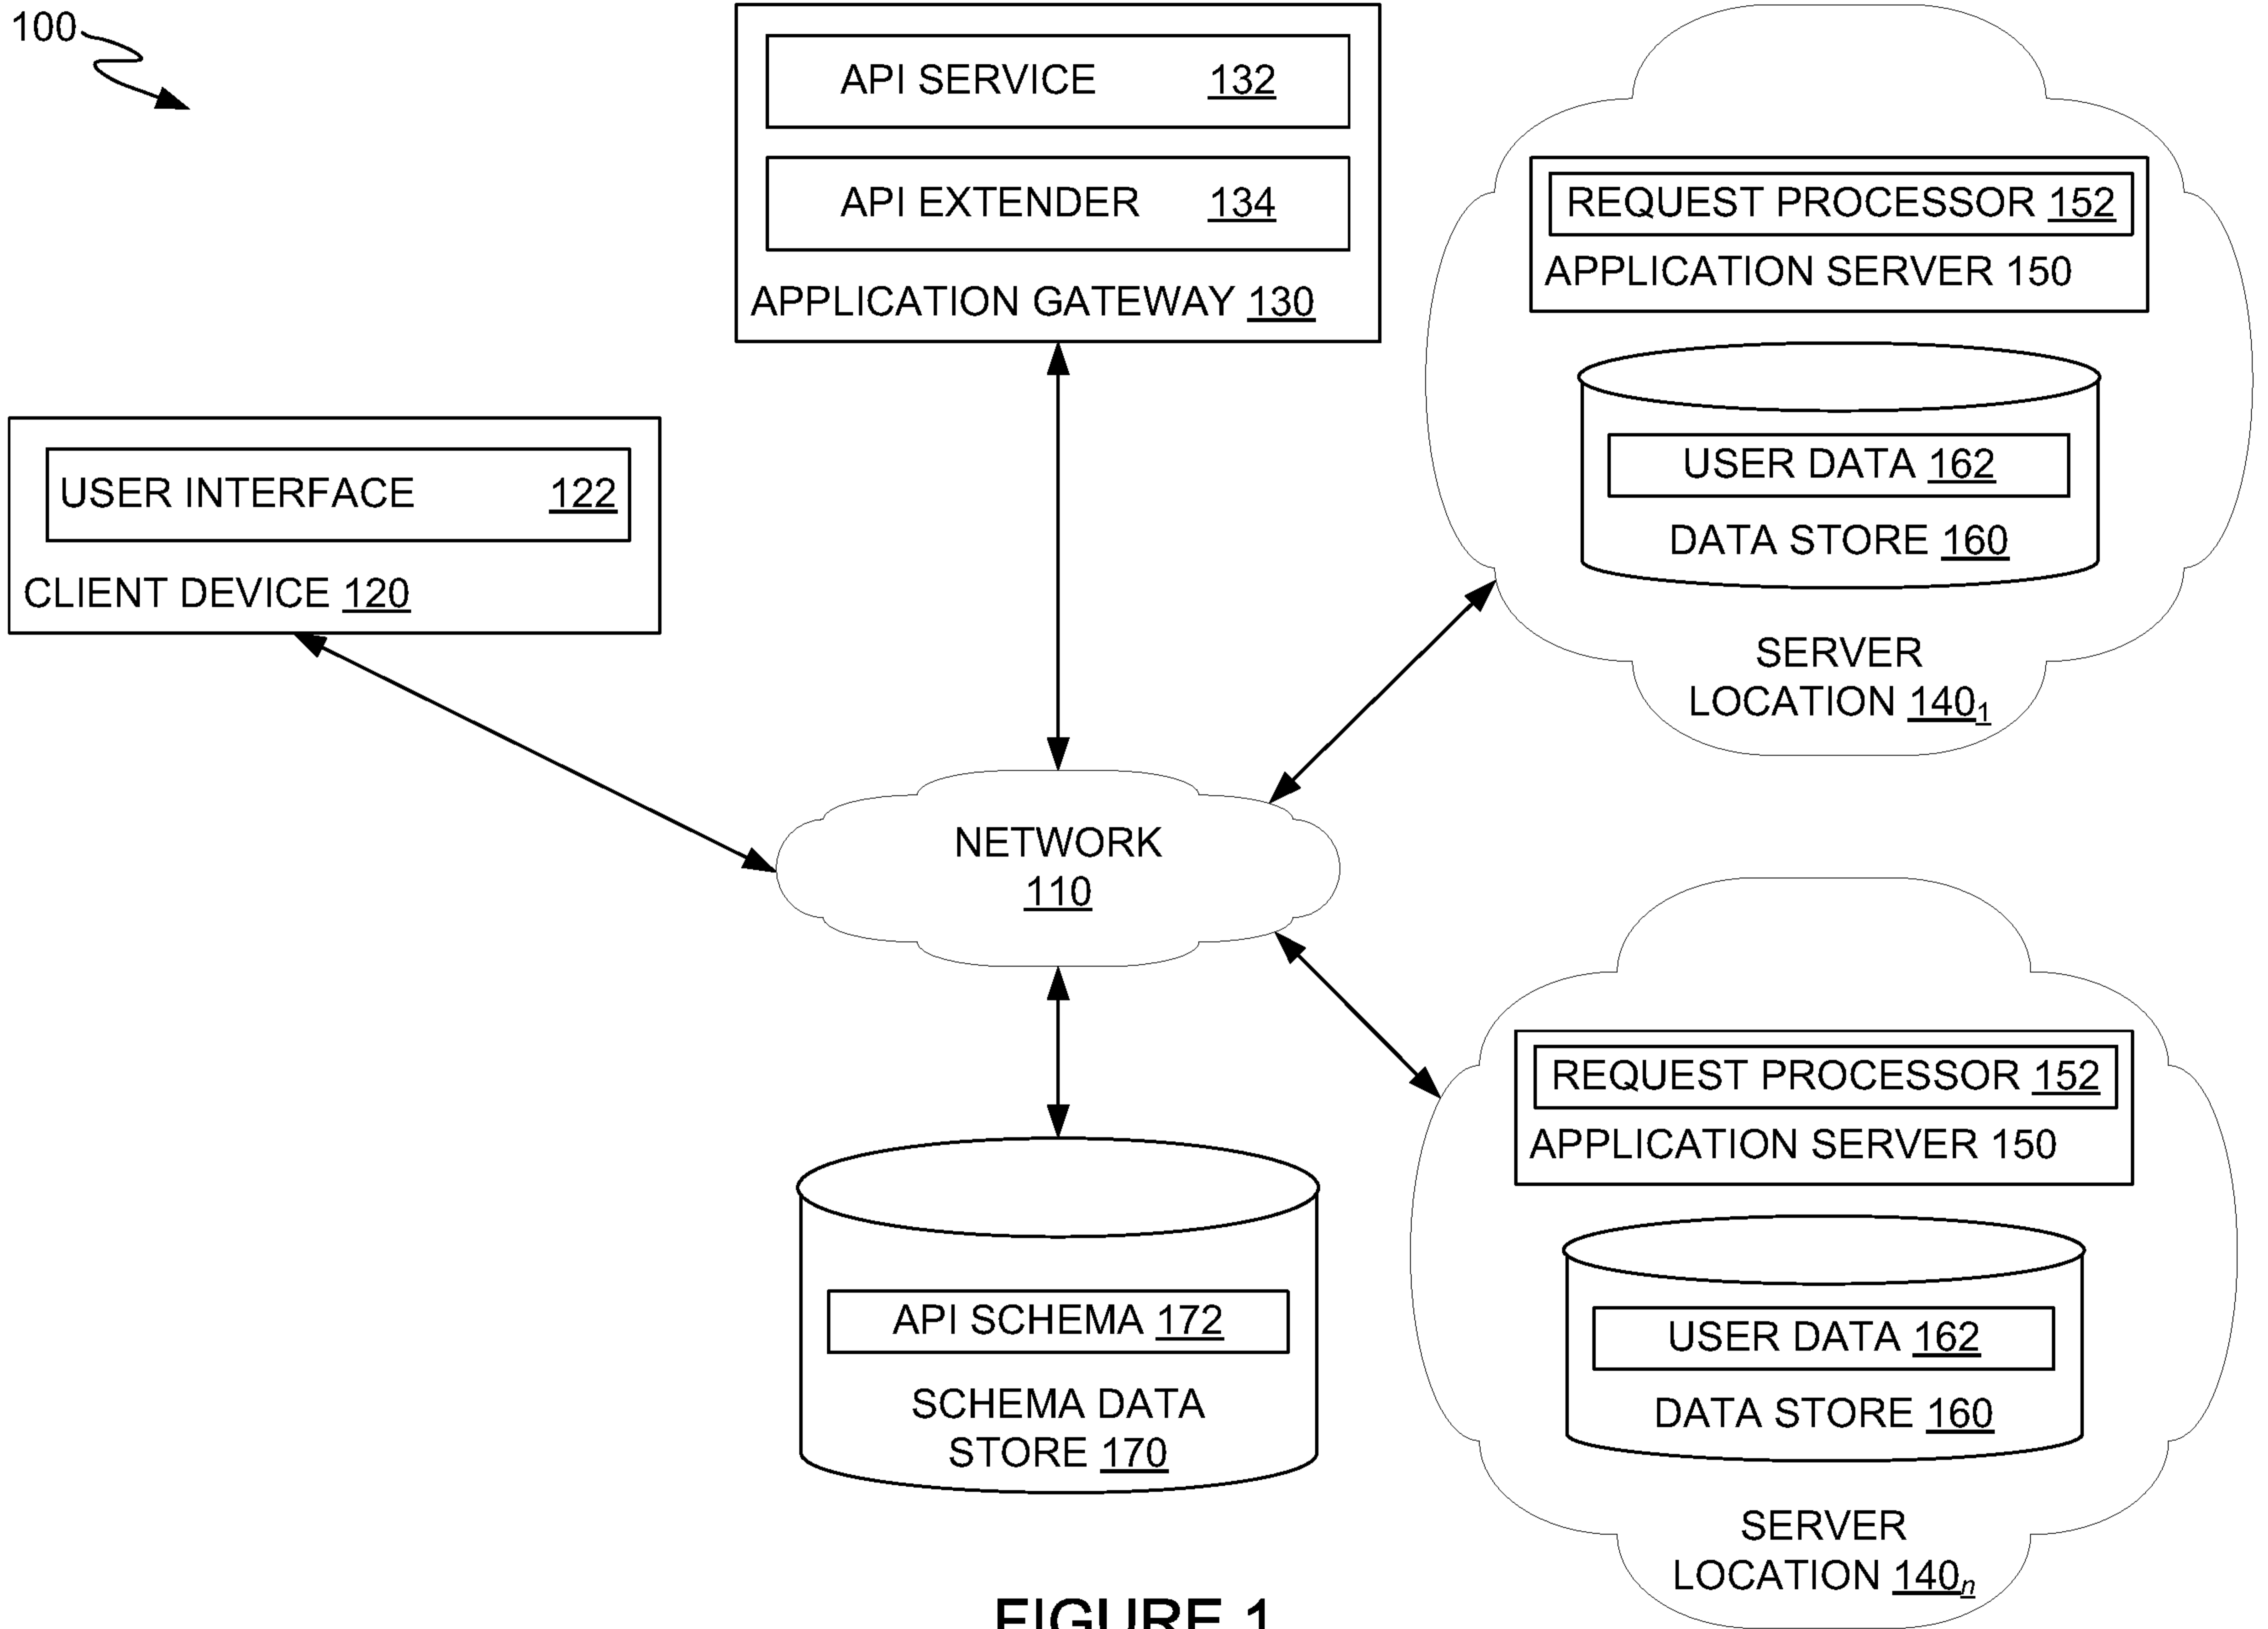 100
API SERVICE 132
API EXTENDER 134
APPLICATION GATEWAY 130
REQUEST PROCESSOR 152
APPLICATION SERVER 150
USER DATA 162
DATA STORE 160
SERVER
LOCATION 140₁
USER INTERFACE 122
CLIENT DEVICE 120
NETWORK
110
REQUEST PROCESSOR 152
APPLICATION SERVER 150
USER DATA 162
DATA STORE 160
SERVER
LOCATION 140ₙ
API SCHEMA 172
SCHEMA DATA
STORE 170
FIGURE 1